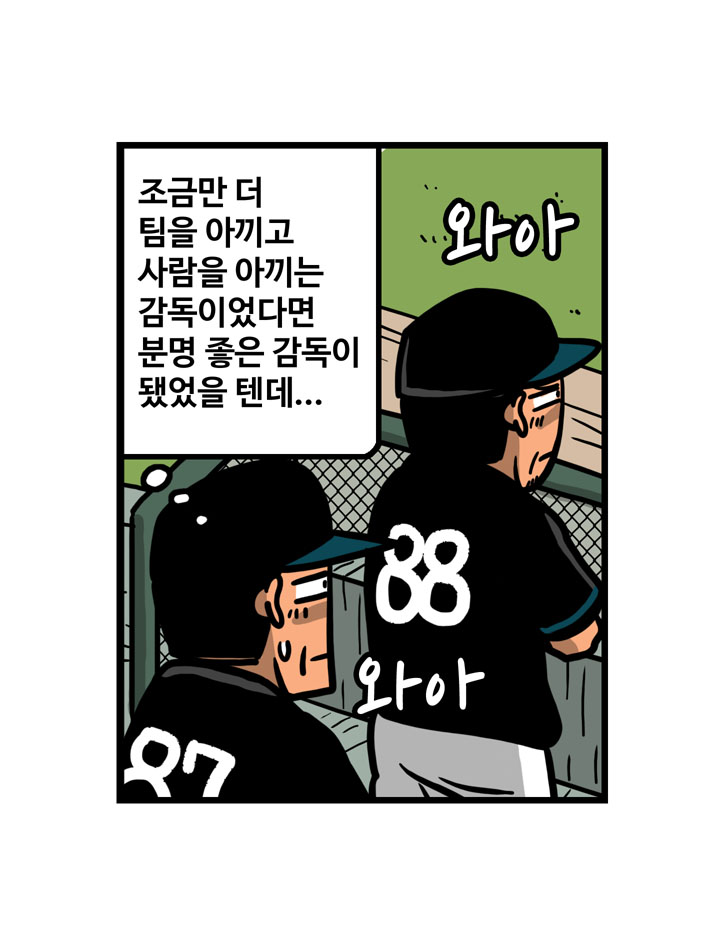 조금만 더
팀을 아끼고
사람을 아끼는
감독이었다면
분명 좋은 감독이
됐었을 텐데...
와아
88
와아
87